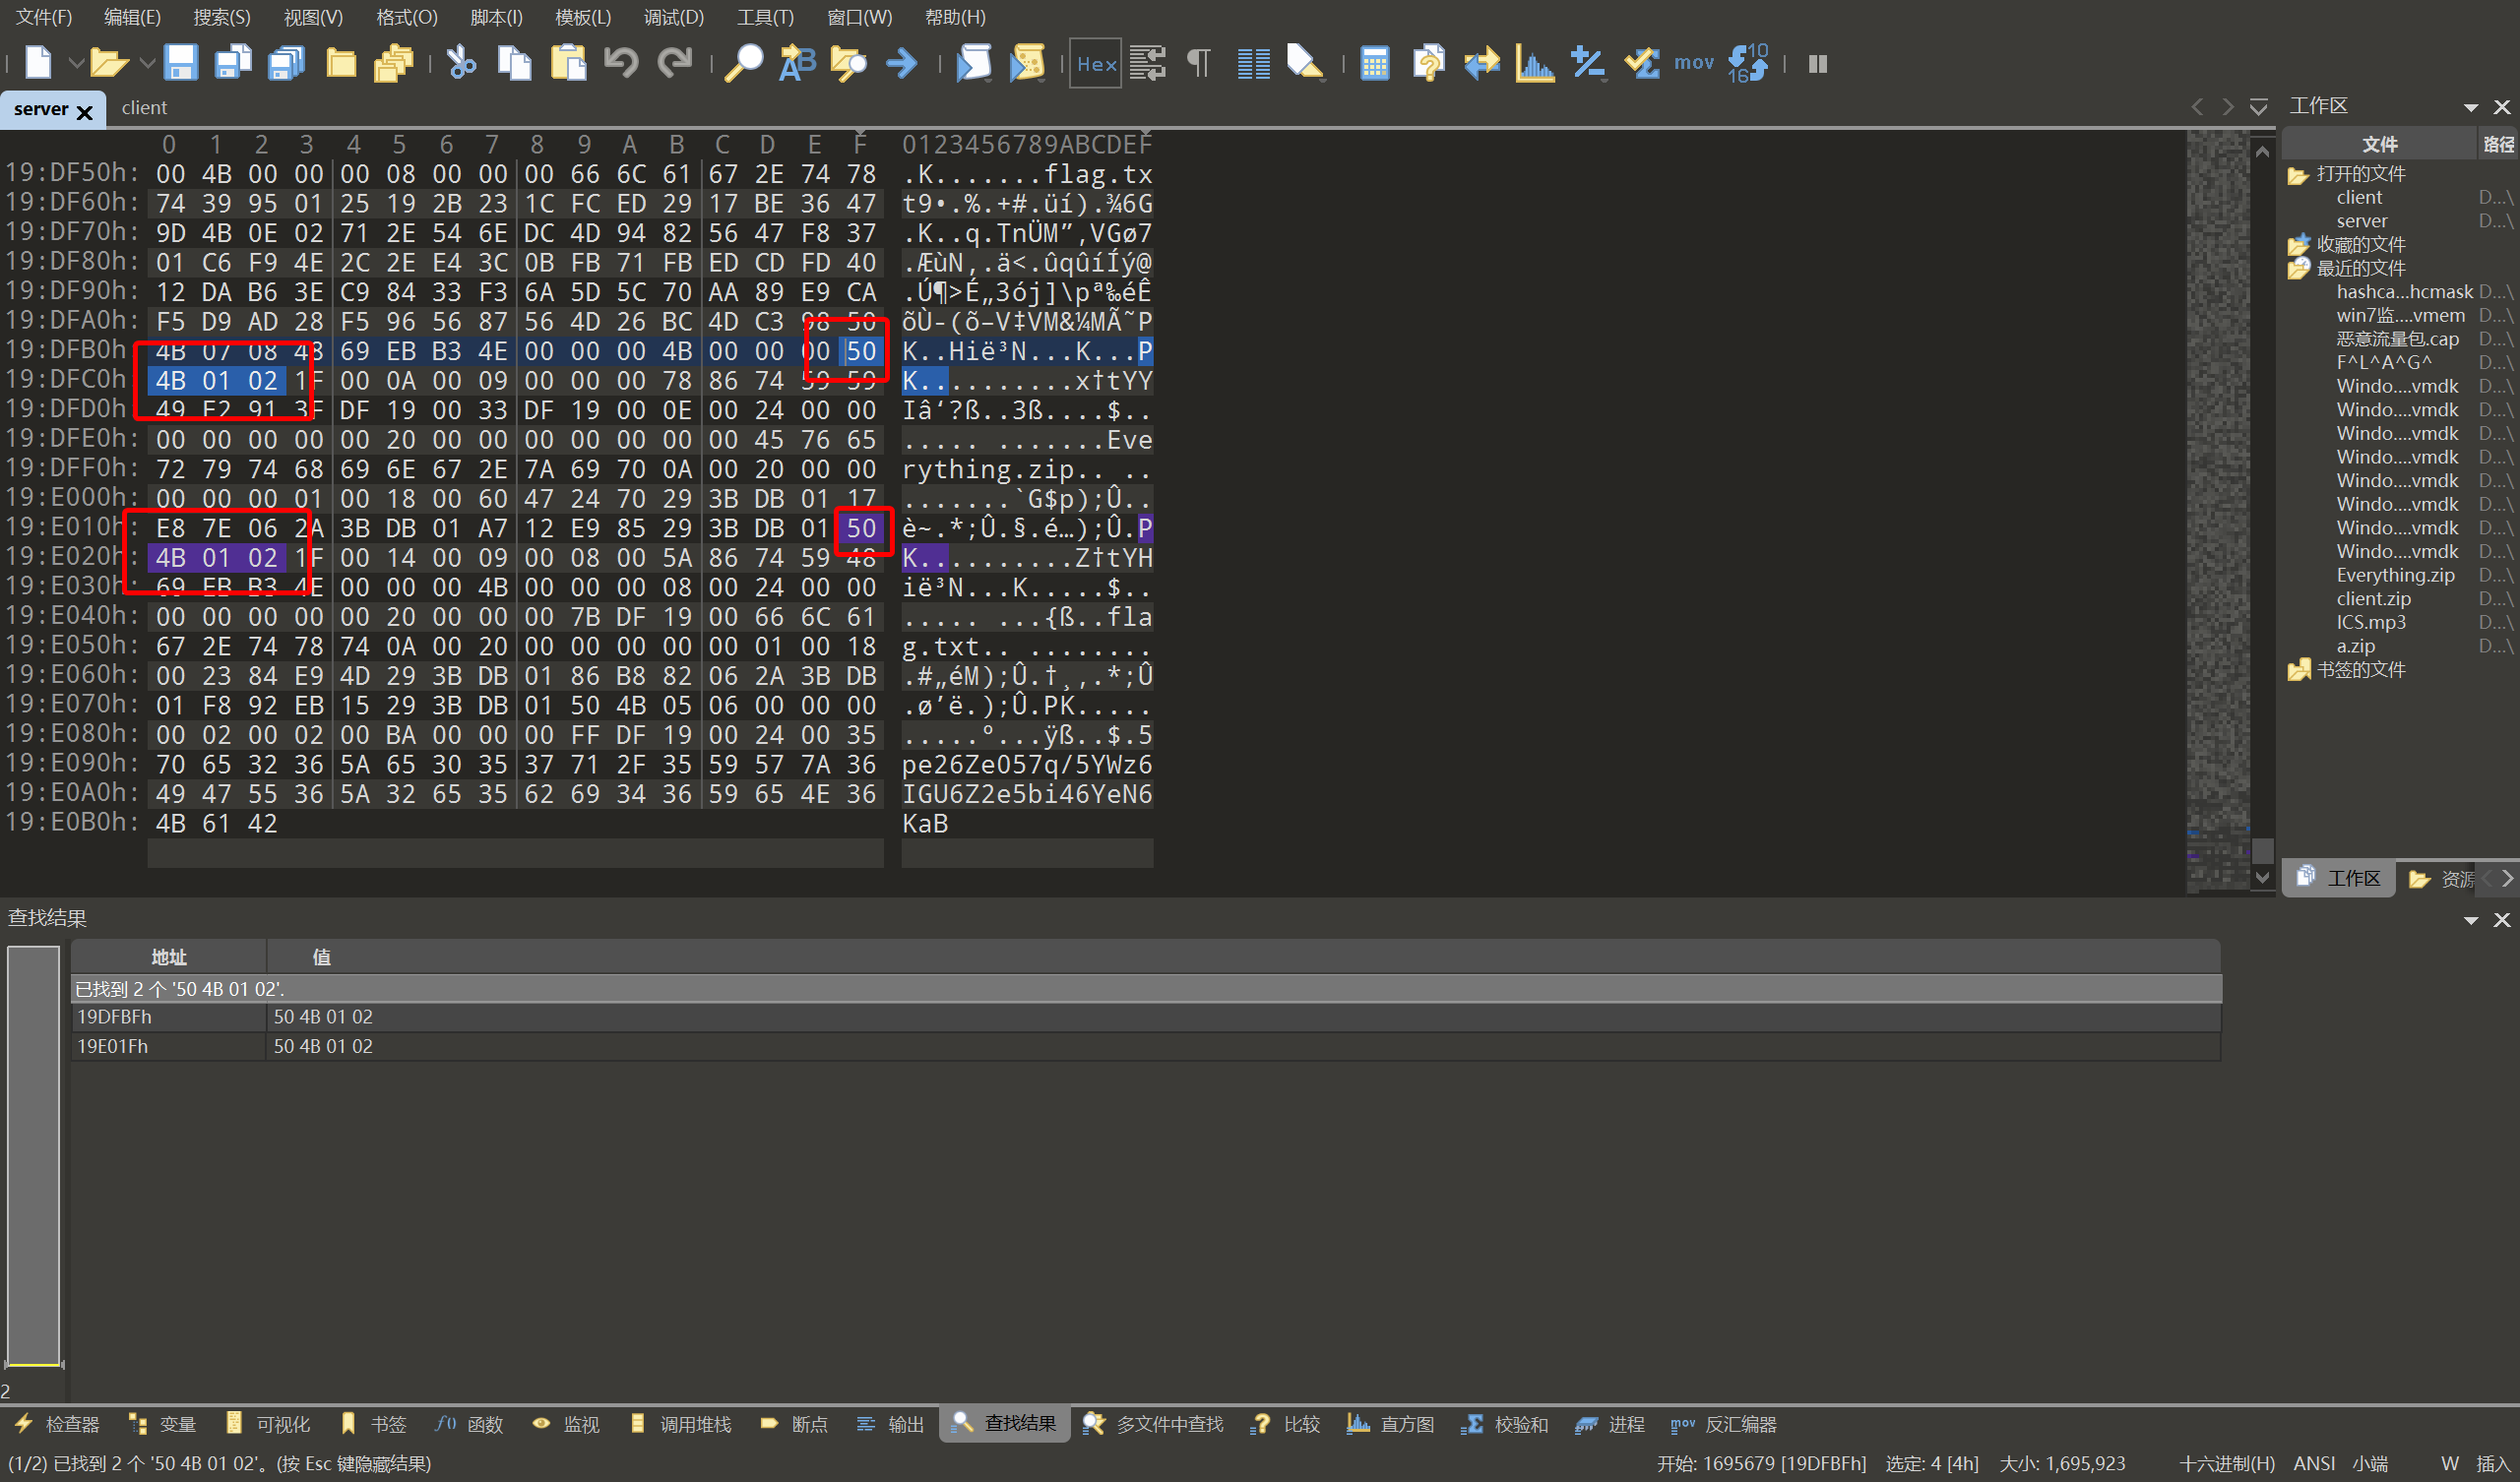 文件(F) 编辑(E) 搜索(S) 视图(V) 格式(O) 脚本(I) 模板(L) 调试(D) 工具(T) 窗口(W) 帮助(H)
Hex mov
server client 工作区
0 1 2 3 4 5 6 7 8 9 A B C D E F 0123456789ABCDEF
19:DF50h: 00 4B 00 00 00 08 00 00 00 66 6C 61 67 2E 74 78 .K.......flag.tx
19:DF60h: 74 39 95 01 25 19 2B 23 1C FC ED 29 17 BE 36 47 t9•.%.+#.üí).¾6G
19:DF70h: 9D 4B 0E 02 71 2E 54 6E DC 4D 94 82 56 47 F8 37 .K..q.TnÜM”‚VGø7
19:DF80h: 01 C6 F9 4E 2C 2E E4 3C 0B FB 71 FB ED CD FD 40 .ÆùN,.ä<.ûqûíÍý@
19:DF90h: 12 DA B6 3E C9 84 33 F3 6A 5D 5C 70 AA 89 E9 CA .Ú¶>É„3ój]\pª‰éÊ
19:DFA0h: F5 D9 AD 28 F5 96 56 87 56 4D 26 BC 4D C3 98 50 õÙ-(õ–V‡VM&¼MÃ˜P
19:DFB0h: 4B 07 08 48 69 EB B3 4E 00 00 00 4B 00 00 00 50 K..Hië³N...K...P
19:DFC0h 4B 01 02 1F 00 0A 00 09 00 00 00 78 86 74 59 59 K..........x†tYY
19:DFD0h 49 E2 91 3F DF 19 00 33 DF 19 00 0E 00 24 00 00 Iâ‘?ß..3ß....$..
19:DFE0h: 00 00 00 00 00 20 00 00 00 00 00 00 00 45 76 65 ..... .......Eve
19:DFF0h: 72 79 74 68 69 6E 67 2E 7A 69 70 0A 00 20 00 00 rything.zip.. ..
19:E000h: 00 00 00 01 00 18 00 60 47 24 70 29 3B DB 01 17 .......`G$p);Û..
19:E010h: E8 7E 06 2A 3B DB 01 A7 12 E9 85 29 3B DB 01 50 è~.*;Û.§.é…);Û.P
19:E020h: 4B 01 02 1F 00 14 00 09 00 08 00 5A 86 74 59 48 K..........Z†tYH
19:E030h: 69 EB B3 4E 00 00 00 4B 00 00 00 08 00 24 00 00 ië³N...K.....$..
19:E040h: 00 00 00 00 00 20 00 00 00 7B DF 19 00 66 6C 61 ..... ...{ß..fla
19:E050h: 67 2E 74 78 74 0A 00 20 00 00 00 00 00 01 00 18 g.txt.. ........
19:E060h: 00 23 84 E9 4D 29 3B DB 01 86 B8 82 06 2A 3B DB .#„éM);Û.†¸‚.*;Û
19:E070h: 01 F8 92 EB 15 29 3B DB 01 50 4B 05 06 00 00 00 .ø’ë.);Û.PK.....
19:E080h: 00 02 00 02 00 BA 00 00 00 FF DF 19 00 24 00 35 .....º...ÿß..$.5
19:E090h: 70 65 32 36 5A 65 30 35 37 71 2F 35 59 57 7A 36 pe26Ze057q/5YWz6
19:E0A0h: 49 47 55 36 5A 32 65 35 62 69 34 36 59 65 4E 36 IGU6Z2e5bi46YeN6
19:E0B0h: 4B 61 42 KaB
文件 路径
打开的文件
client D...\
server D...\
收藏的文件
最近的文件
hashca...hcmask D...\
win7监....vmem D...\
恶意流量包.cap D...\
F^L^A^G^ D...\
Windo....vmdk D...\
Windo....vmdk D...\
Windo....vmdk D...\
Windo....vmdk D...\
Windo....vmdk D...\
Windo....vmdk D...\
Windo....vmdk D...\
Windo....vmdk D...\
Everything.zip D...\
client.zip D...\
ICS.mp3 D...\
a.zip D...\
书签的文件
工作区 资源
查找结果
地址 值
已找到 2 个 '50 4B 01 02'.
19DFBFh 50 4B 01 02
19E01Fh 50 4B 01 02
2
检查器 变量 可视化 书签 函数 监视 调用堆栈 断点 输出 查找结果 多文件中查找 比较 直方图 校验和 进程 mov 反汇编器
(1/2) 已找到 2 个 '50 4B 01 02'。(按 Esc 键隐藏结果) 开始: 1695679 [19DFBFh] 选定: 4 [4h] 大小: 1,695,923 十六进制(H) ANSI 小端 W 插入